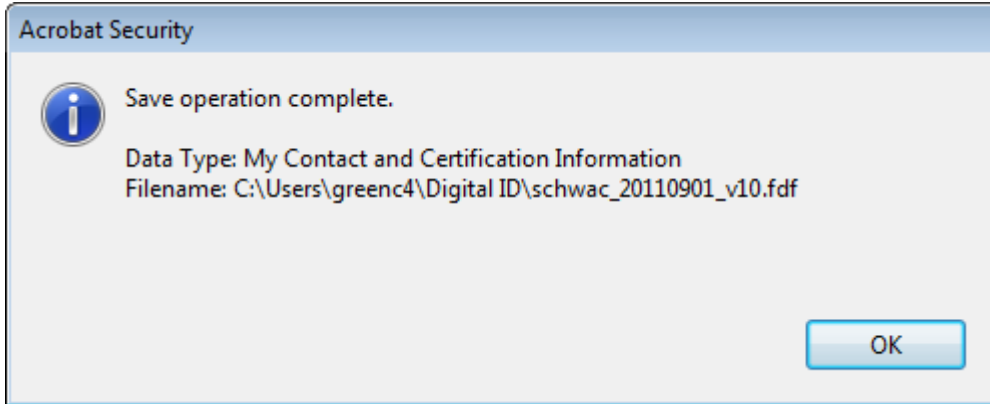 Acrobat Security
Save operation complete.
Data Type: My Contact and Certification Information
Filename: C:\Users\greenc4\Digital ID\schwac_20110901_v10.fdf
OK